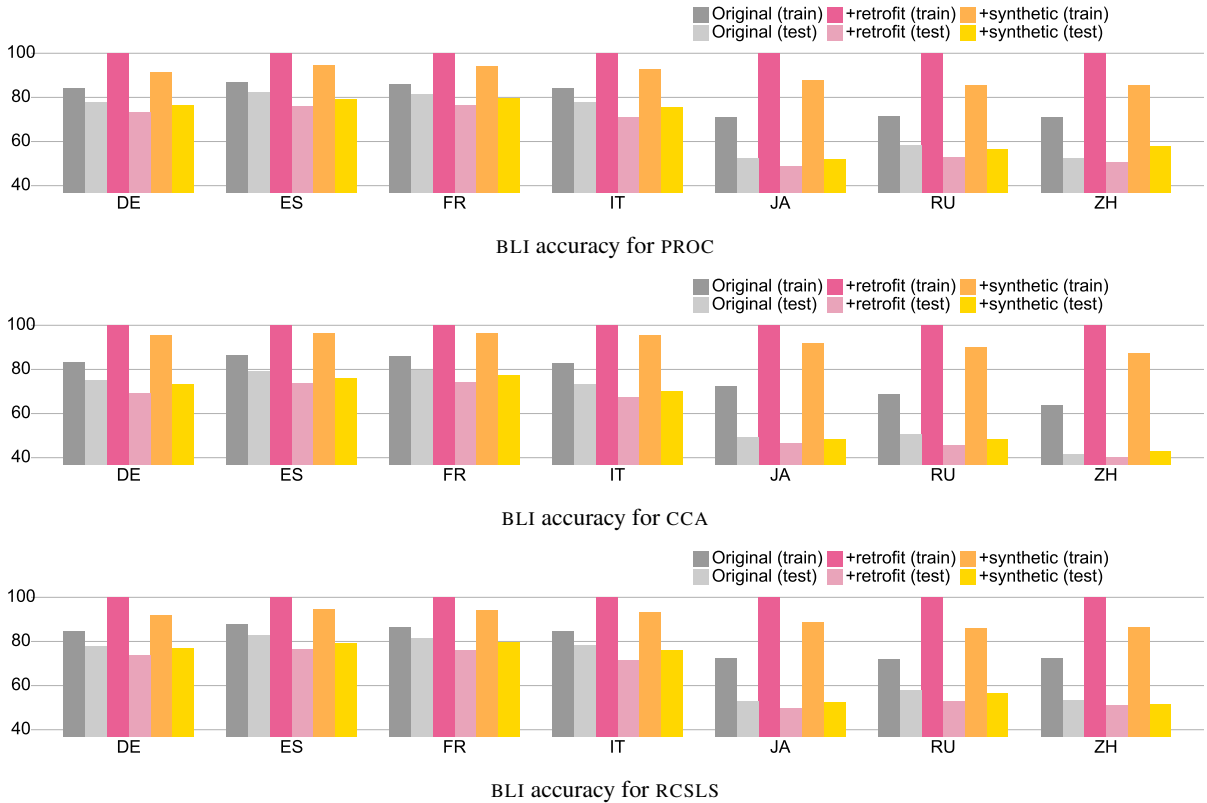 Original (train) +retrofit (train) +synthetic (train)
Original (test) +retrofit (test) +synthetic (test)
100
80
60
40
DE ES FR IT JA RU ZH
BLI accuracy for PROC
Original (train) +retrofit (train) +synthetic (train)
Original (test) +retrofit (test) +synthetic (test)
100
80
60
40
DE ES FR IT JA RU ZH
BLI accuracy for CCA
Original (train) +retrofit (train) +synthetic (train)
Original (test) +retrofit (test) +synthetic (test)
100
80
60
40
DE ES FR IT JA RU ZH
BLI accuracy for RCSLS